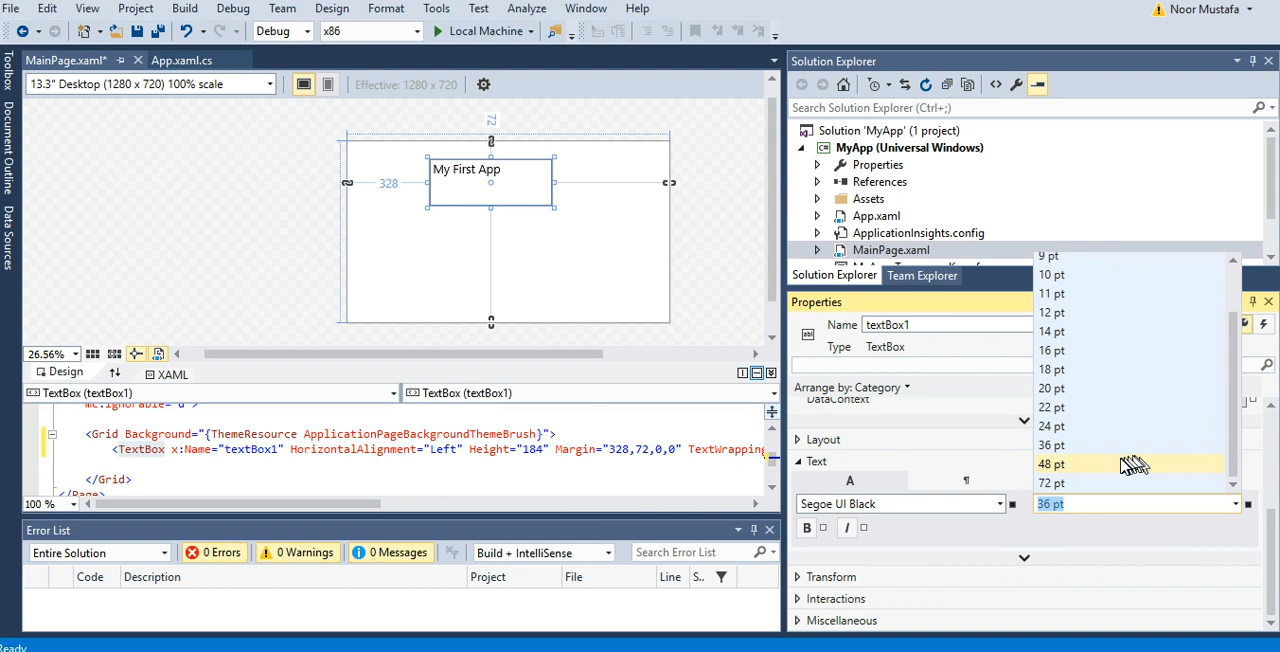 File Edit View Project Build Debug Team Design Format Tools Test Analyze Window Help
Noor Mustafa
Debug x86 Local Machine
MainPage.xaml* App.xaml.cs
13.3" Desktop (1280 x 720) 100% scale
Effective: 1280 x 720
72
328
My First App
26.56%
Design XAML
TextBox (textBox1) TextBox (textBox1)
mc:Ignorable="d">
<Grid Background="{ThemeResource ApplicationPageBackgroundThemeBrush}">
<TextBox x:Name="textBox1" HorizontalAlignment="Left" Height="184" Margin="328,72,0,0" TextWrapping
</Grid>
</Page>
100 %
Error List
Entire Solution 0 Errors 0 Warnings 0 Messages Build + IntelliSense Search Error List
Code Description Project File Line S..
Ready
Toolbox
Document Outline
Data Sources
Solution Explorer
Search Solution Explorer (Ctrl+;)
Solution 'MyApp' (1 project)
MyApp (Universal Windows)
Properties
References
Assets
App.xaml
ApplicationInsights.config
MainPage.xaml
Solution Explorer Team Explorer
Properties
Name textBox1
Type TextBox
Arrange by: Category
DataContext
Layout
Text
A ¶
Segoe UI Black 36 pt
B I
Transform
Interactions
Miscellaneous
9 pt
10 pt
11 pt
12 pt
14 pt
16 pt
18 pt
20 pt
22 pt
24 pt
36 pt
48 pt
72 pt